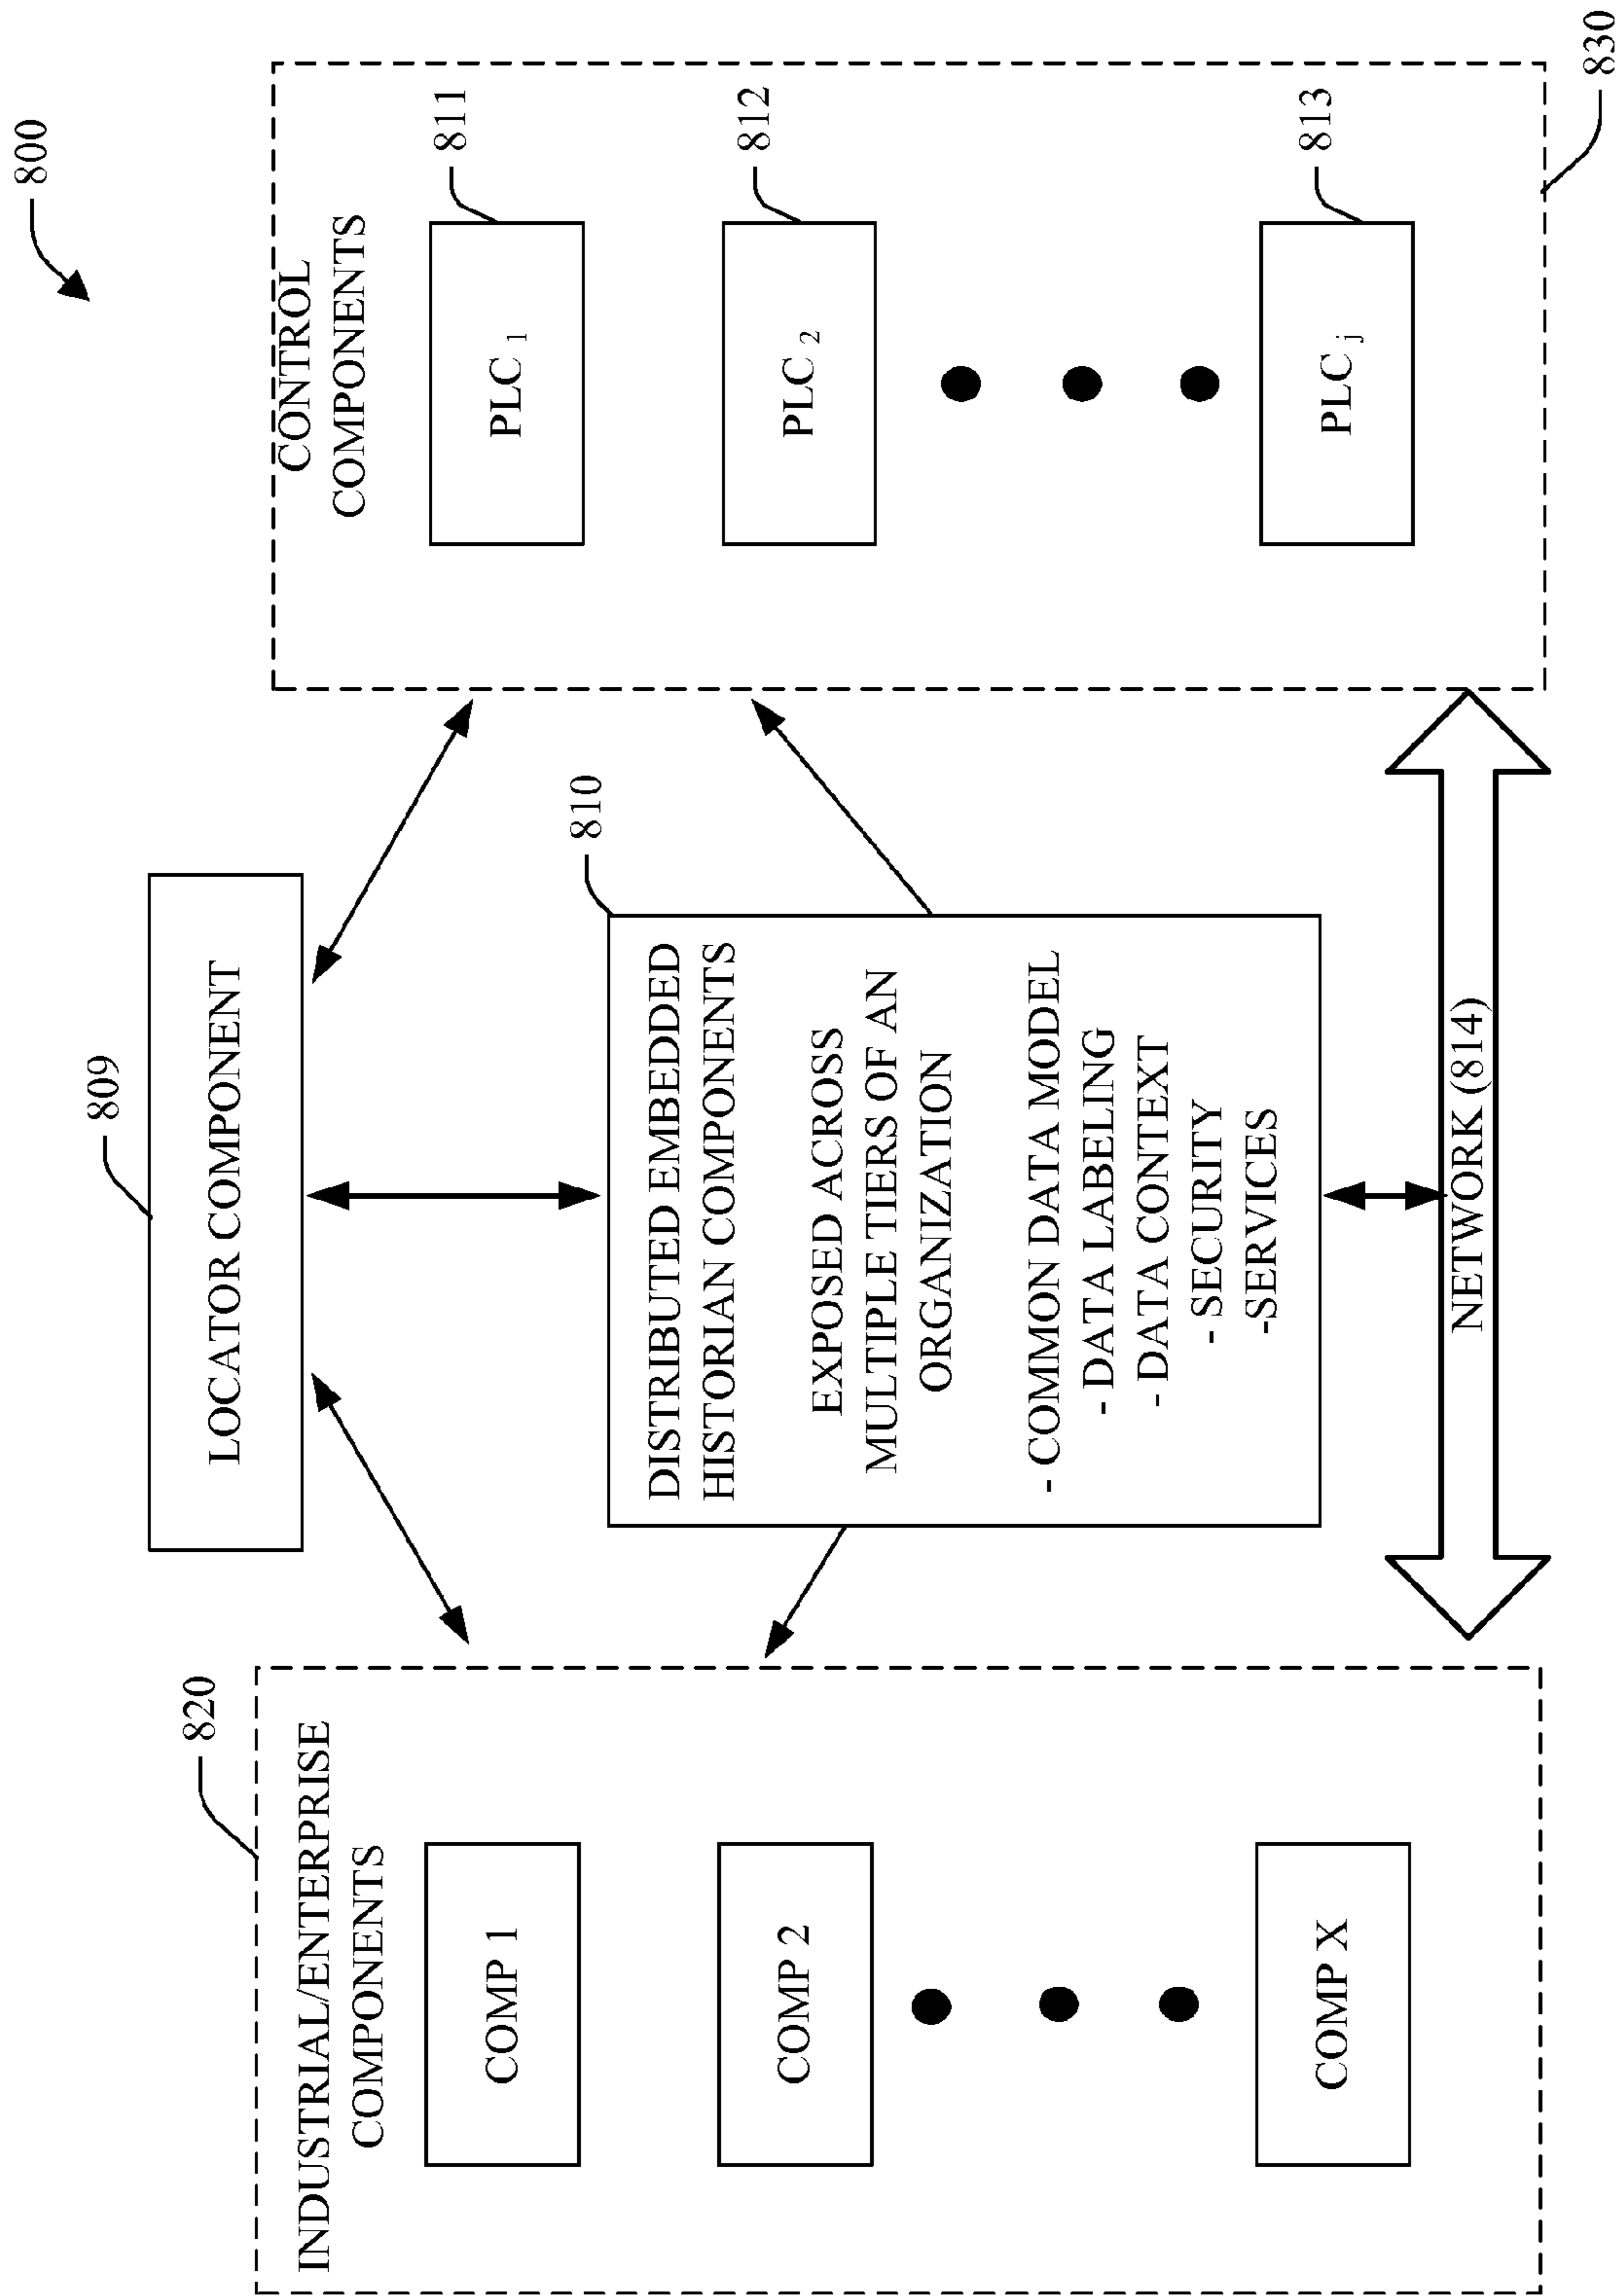 800
809
LOCATOR COMPONENT
820
INDUSTRIAL/ENTERPRISE
COMPONENTS
COMP 1
COMP 2
COMP X
810
DISTRIBUTED EMBEDDED
HISTORIAN COMPONENTS
EXPOSED ACROSS
MULTIPLE TIERS OF AN
ORGANIZATION
- COMMON DATA MODEL
- DATA LABELING
- DATA CONTEXT
- SECURITY
-SERVICES
CONTROL
COMPONENTS
PLC 1
811
PLC 2
812
PLC j
813
NETWORK (814)
830